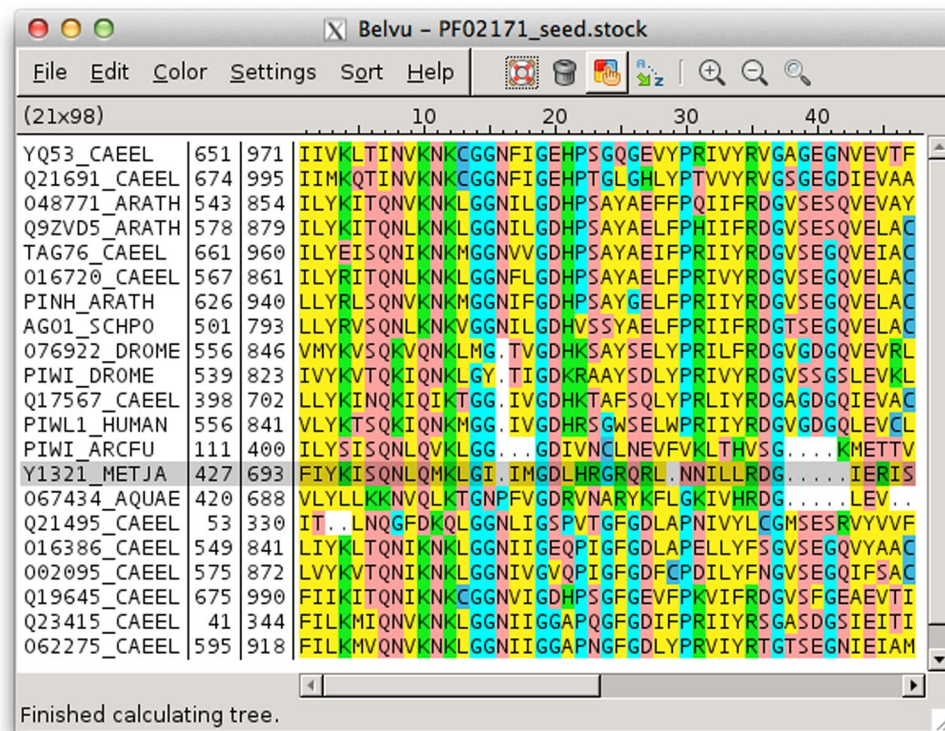 Belvu – PF02171_seed.stock
File Edit Color Settings Sort Help
(21x98) 10 20 30 40
YQ53_CAEEL 651 971 IIVKLTINVKNKCGGNFIGEHPSGQGEVYPRIVYRVGAGEGNVEVTF
Q21691_CAEEL 674 995 IIMKQTINVKNKCGGNFIGEHPTGLGHLYPTVVYRVGSGEGDIEVAA
O48771_ARATH 543 854 ILYKITQNVKNKLGGNILGDHPSAYAEFFPQIIFRDGVSESQVEVAY
Q9ZVD5_ARATH 578 879 ILYKITQNVKNKLGGNILGDHPSAYAELFPHIIFRDGVSESQVELAC
TAG76_CAEEL 661 960 ILYEISQNIKNKMGGNVVGDHPSAYAEIFPRIIYRDGVSEGQVEIAC
O16720_CAEEL 567 861 ILYRITQNIKNKLGGNFLGDHPSAYAELFPRIVYRDGVSEGQVELAC
PINH_ARATH 626 940 LLYRLSQNVKNKMGGNIFGDHPSAYGELFPRIIYRDGVSEGQVELAC
AGO1_SCHPO 501 793 LLYRVSQNLKNKVGGNILGDHVSSYAELFPRIIFRDGTSEGQVELAC
O76922_DROME 556 846 VMYKVSQKVQNKLMG.TVGDHKSAYSELYPRILFRDGVGDGQVEVRL
PIWI_DROME 539 823 IVYKVTQKIQNKLGY.TIGDKRAAYSDLYPRIVYRDGVSSGSLEVKL
Q17567_CAEEL 398 702 LLYKINQKIQIKTGG.IVGDHKTAFSQLYPRLIYRDGAGDGQIEVAC
PIWL1_HUMAN 556 841 VLYKTSQKIQNKMGG.IVGDHRSGWSELWPRIIYRDGVGDGQLEVCL
PIWI_ARCFU 111 400 ILYSISQNLQVKLGG...GDIVNCLNEVFVKLTHVSG....KMETTV
Y1321_METJA 427 693 FIYKISQNLQMKLGI.IMGDLHRGRQRL.NNILLRDG.....IERIS
O67434_AQUAE 420 688 VLYLLKKNVQLKTGNPFVGDRVNARYKFLGKIVHRDG.....LEV..
Q21495_CAEEL 53 330 IT..LNQGFDKQLGGNLIGSPVTGFGDLAPNIVYLCGMSESRVYVVF
O16386_CAEEL 549 841 LIYKLTQNIKNKLGGNIIGEQPIGFGDLAPELLYFSGVSEGQVYAAC
O02095_CAEEL 575 872 LVYKVTQNIKNKLGGNIVGVQPIGFGDFCPDILYFNGVSEGQIFSAC
Q19645_CAEEL 675 990 FIIKITQNIKNKCGGNVIGDHPSGFGEVFPKVIFRDGVSFGEAEVTI
Q23415_CAEEL 41 344 FILKMIQNVKNKLGGNIIGGAPQGFGDIFPRIIYRSGASDGSIEITI
O62275_CAEEL 595 918 FILKMVQNVKNKLGGNIIGGAPNGFGDLYPRVIYRTGTSEGNIEIAM
Finished calculating tree.